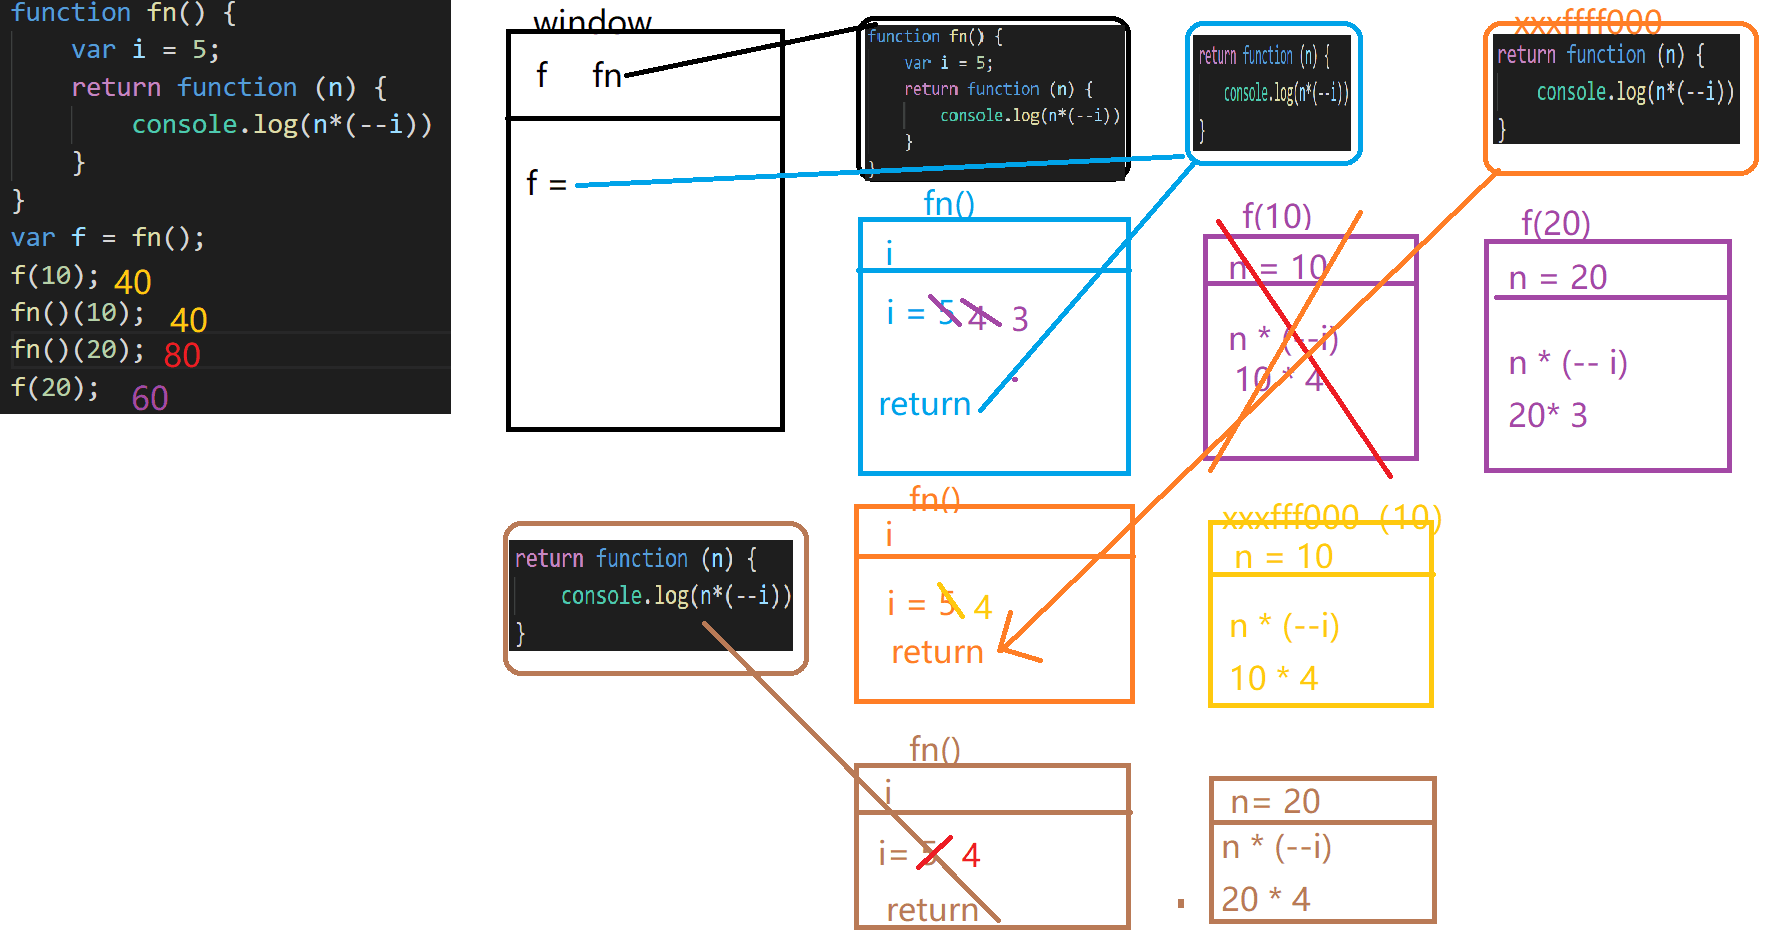 function fn() {
var i = 5;
return function (n) {
console.log(n*(--i))
}
}
var f = fn();
f(10); 40
fn()(10); 40
fn()(20); 80
f(20); 60
window
f fn
f =
function fn() {
var i = 5;
return function (n) {
console.log(n*(--i))
}
}
return function (n) {
console.log(n*(--i))
}
xxxffff000
return function (n) {
console.log(n*(--i))
}
fn()
i
i = 5 4 3
return
f(10)
n = 10
n * (--i)
10 * 4
f(20)
n = 20
n * (-- i)
20* 3
return function (n) {
console.log(n*(--i))
}
fn()
i
i = 5 4
return
xxxfff000 (10)
n = 10
n * (--i)
10 * 4
fn()
i
i= 5 4
return
n= 20
n * (--i)
20 * 4